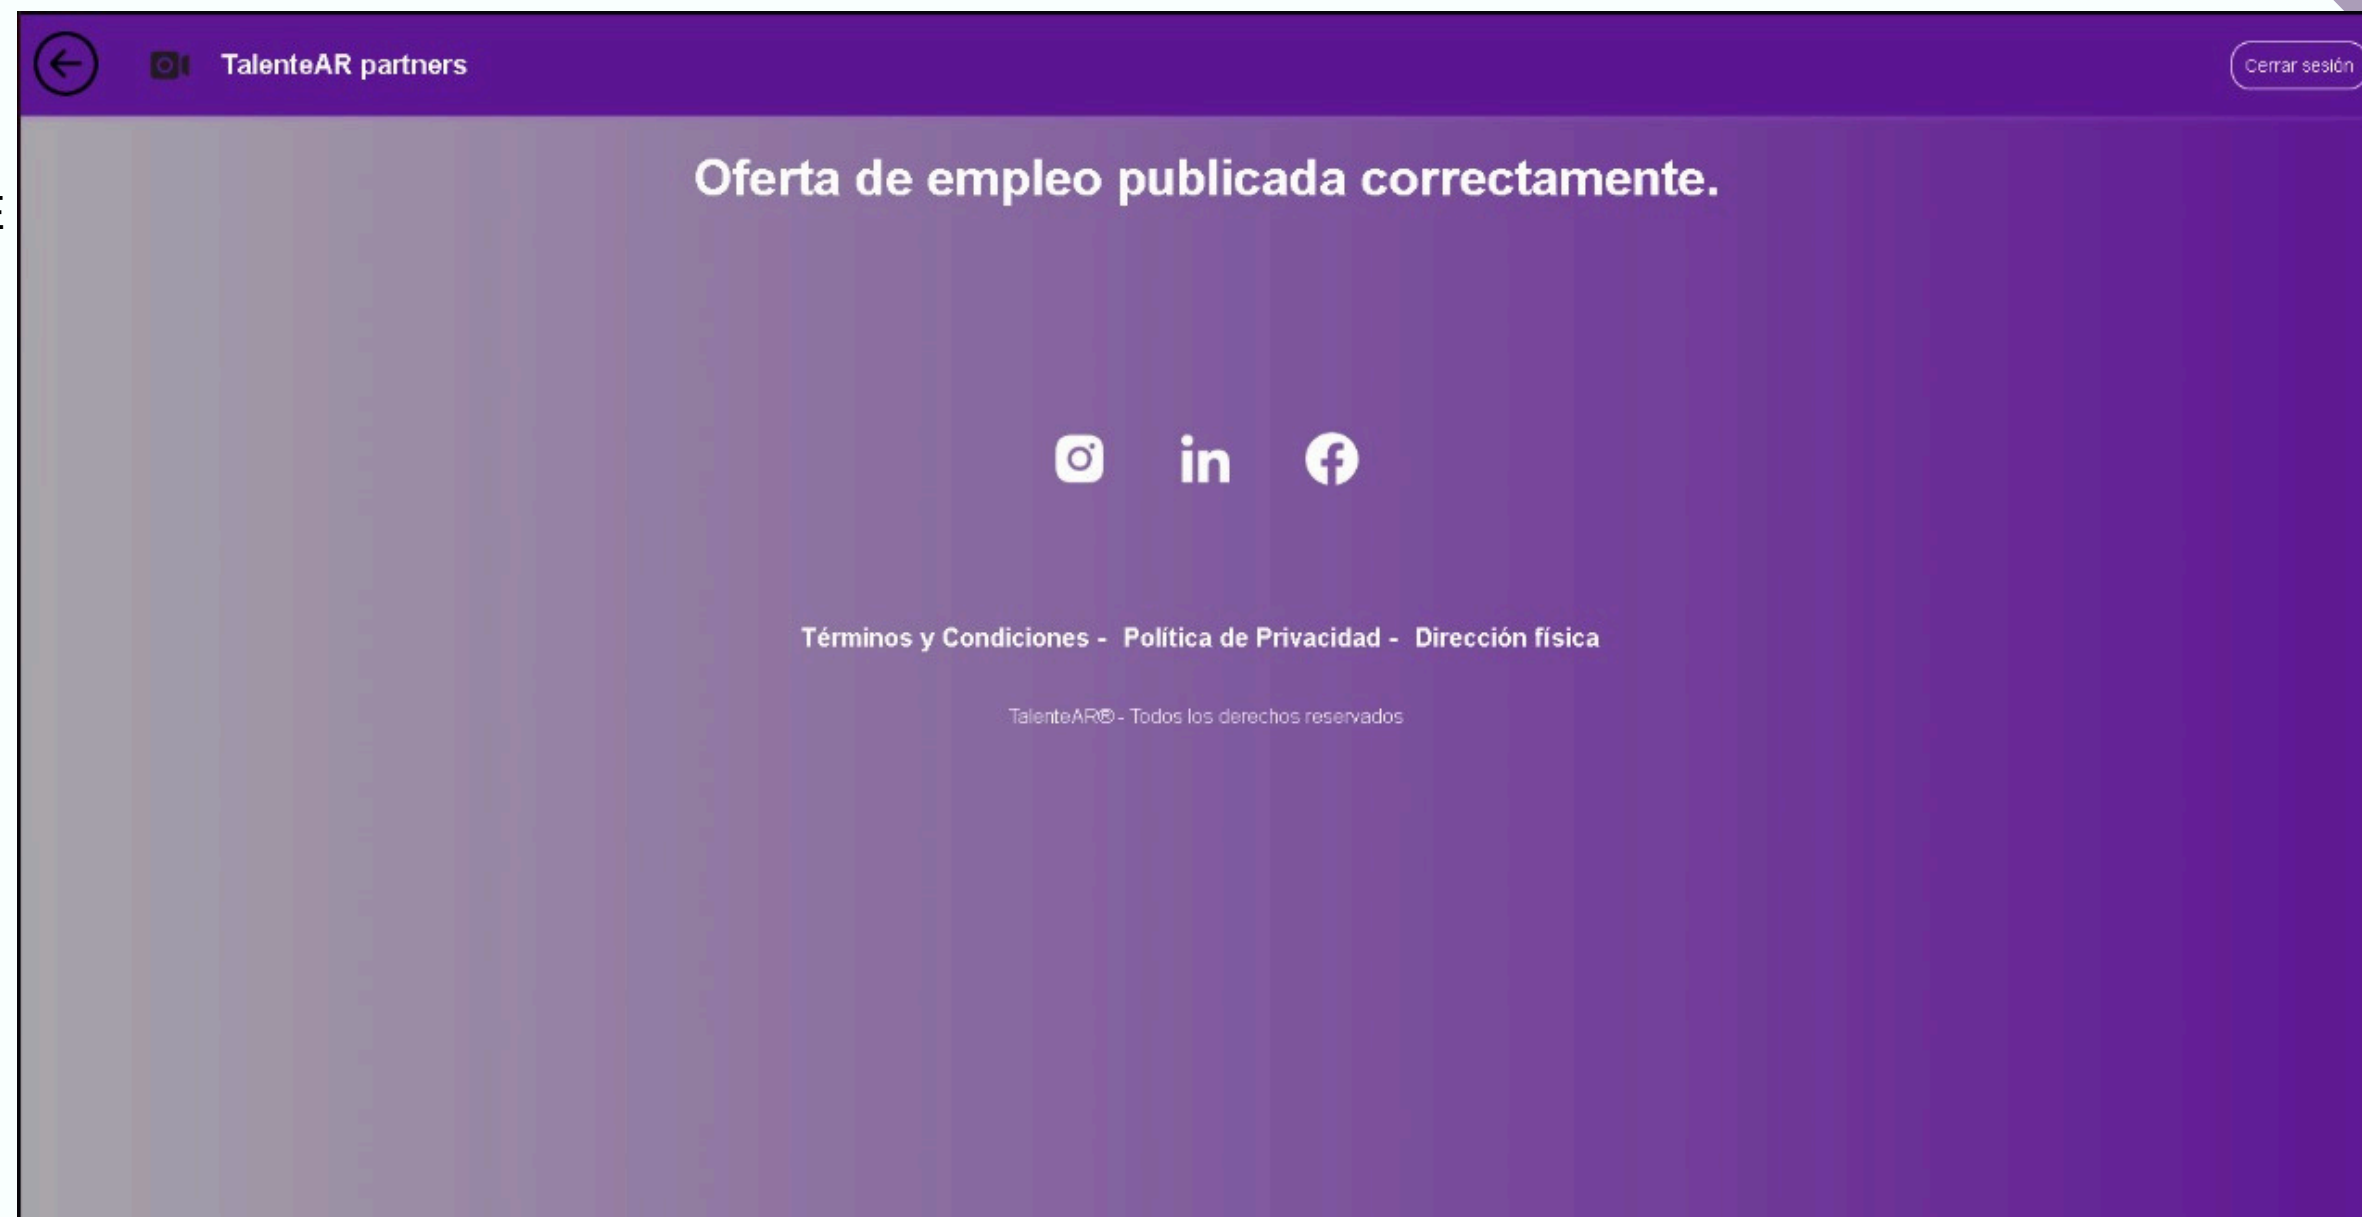 TalenteAR partners
Cerrar sesión
Oferta de empleo publicada correctamente.
in
Términos y Condiciones - Política de Privacidad - Dirección física
TalenteAR® - Todos los derechos reservados